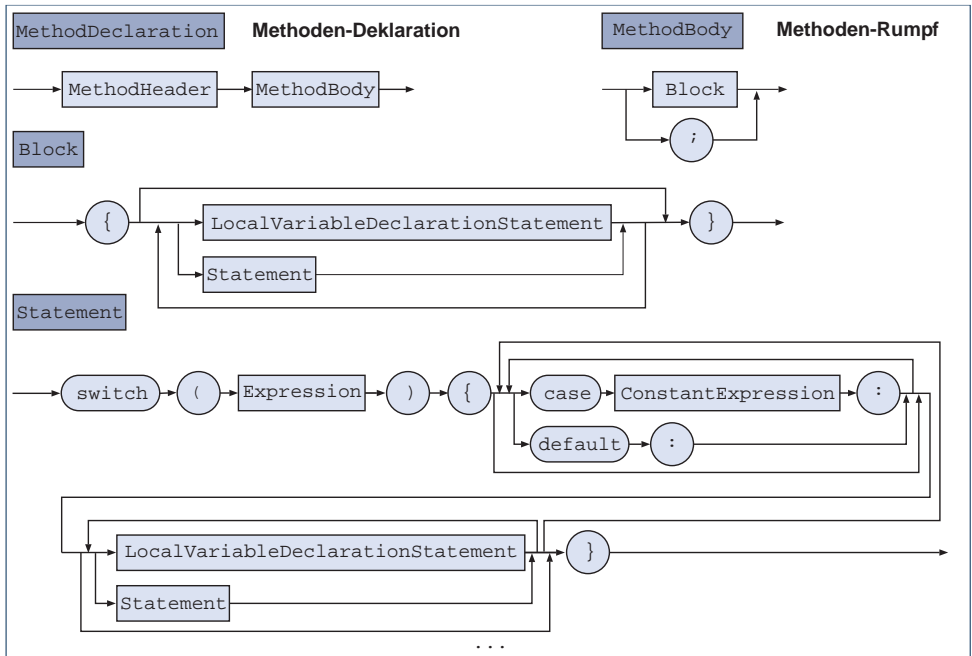 MethodDeclaration Methoden-Deklaration
MethodBody Methoden-Rumpf
MethodHeader MethodBody
Block
;
Block
{ LocalVariableDeclarationStatement }
Statement
Statement
switch ( Expression ) { case ConstantExpression :
default :
LocalVariableDeclarationStatement }
Statement
...